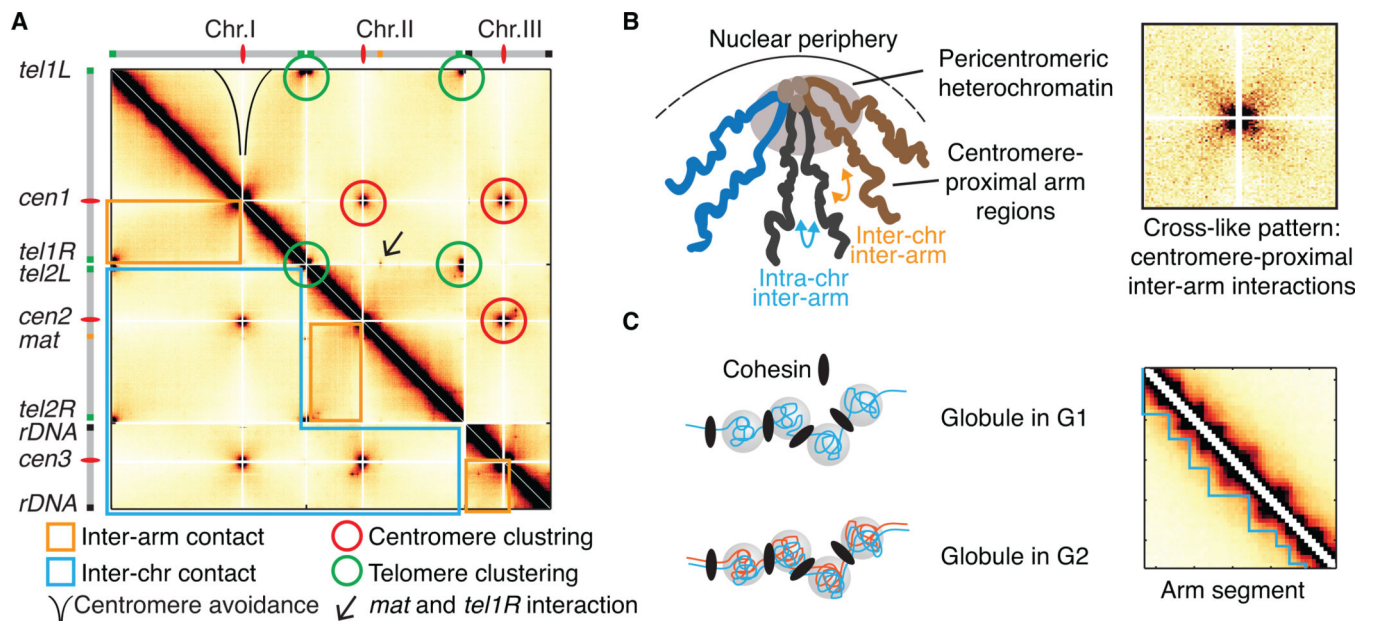 A
Chr.I
Chr.II
Chr.III
tel1L
cen1
tel1R
tel2L
cen2
mat
tel2R
rDNA
cen3
rDNA
Inter-arm contact
Inter-chr contact
Centromere avoidance
Centromere clustring
Telomere clustering
mat and tel1R interaction
B
Nuclear periphery
Pericentromeric
heterochromatin
Centromere-
proximal arm
regions
Inter-chr
inter-arm
Intra-chr
inter-arm
Cross-like pattern:
centromere-proximal
inter-arm interactions
C
Cohesin
Globule in G1
Globule in G2
Arm segment